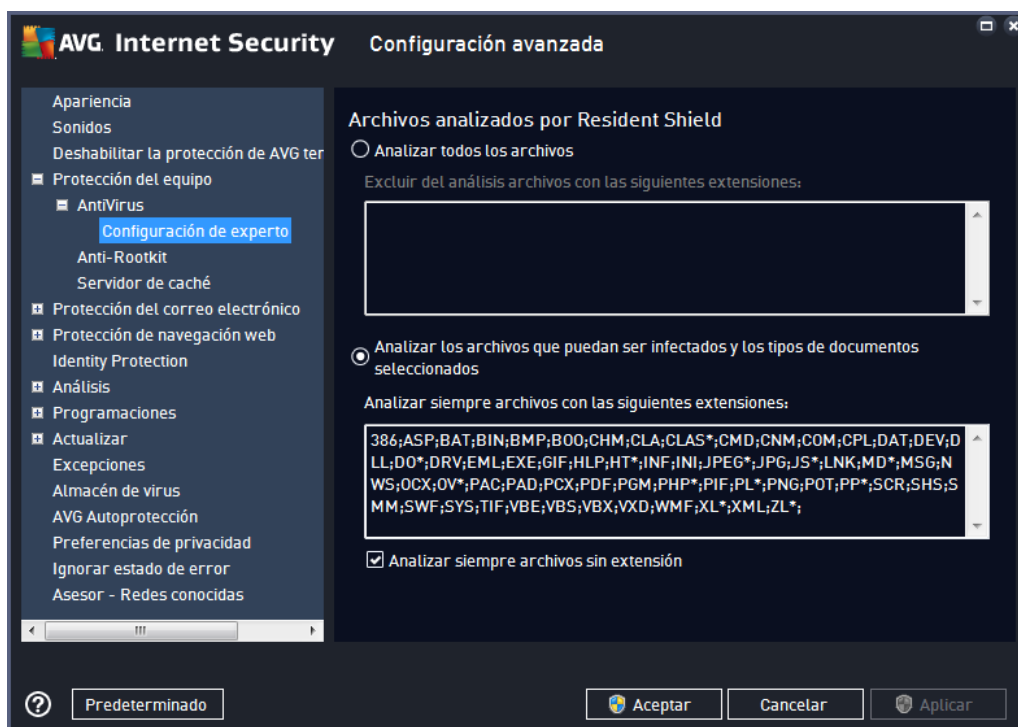 AVG. Internet Security
Configuración avanzada
Apariencia
Sonidos
Deshabilitar la protección de AVG ter
Protección del equipo
AntiVirus
Configuración de experto
Anti-Rootkit
Servidor de caché
Protección del correo electrónico
Protección de navegación web
Identity Protection
Análisis
Programaciones
Actualizar
Excepciones
Almacén de virus
AVG Autoprotección
Preferencias de privacidad
Ignorar estado de error
Asesor - Redes conocidas
Archivos analizados por Resident Shield
Analizar todos los archivos
Excluir del análisis archivos con las siguientes extensiones:
Analizar los archivos que puedan ser infectados y los tipos de documentos
seleccionados
Analizar siempre archivos con las siguientes extensiones:
386;ASP;BAT;BIN;BMP;BOO;CHM;CLA;CLAS*;CMD;CNM;COM;CPL;DAT;DEV;D
LL;DO*;DRV;EML;EXE;GIF;HLP;HT*;INF;INI;JPEG*;JPG;JS*;LNK;MD*;MSG;N
WS;OCX;OV*;PAC;PAD;PCX;PDF;PGM;PHP*;PIF;PL*;PNG;POT;PP*;SCR;SHS;S
MM;SWF;SYS;TIF;VBE;VBS;VBX;VXD;WMF;XL*;XML;ZL*;
Analizar siempre archivos sin extensión
Predeterminado
Aceptar
Cancelar
Aplicar